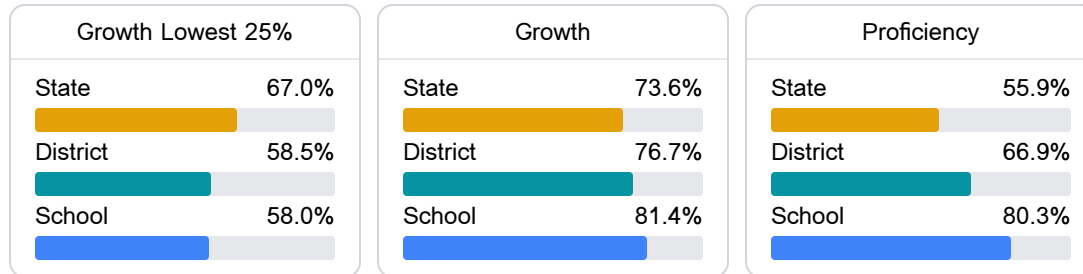 Growth Lowest 25%
State 67.0%
District 58.5%
School 58.0%
Growth
State 73.6%
District 76.7%
School 81.4%
Proficiency
State 55.9%
District 66.9%
School 80.3%